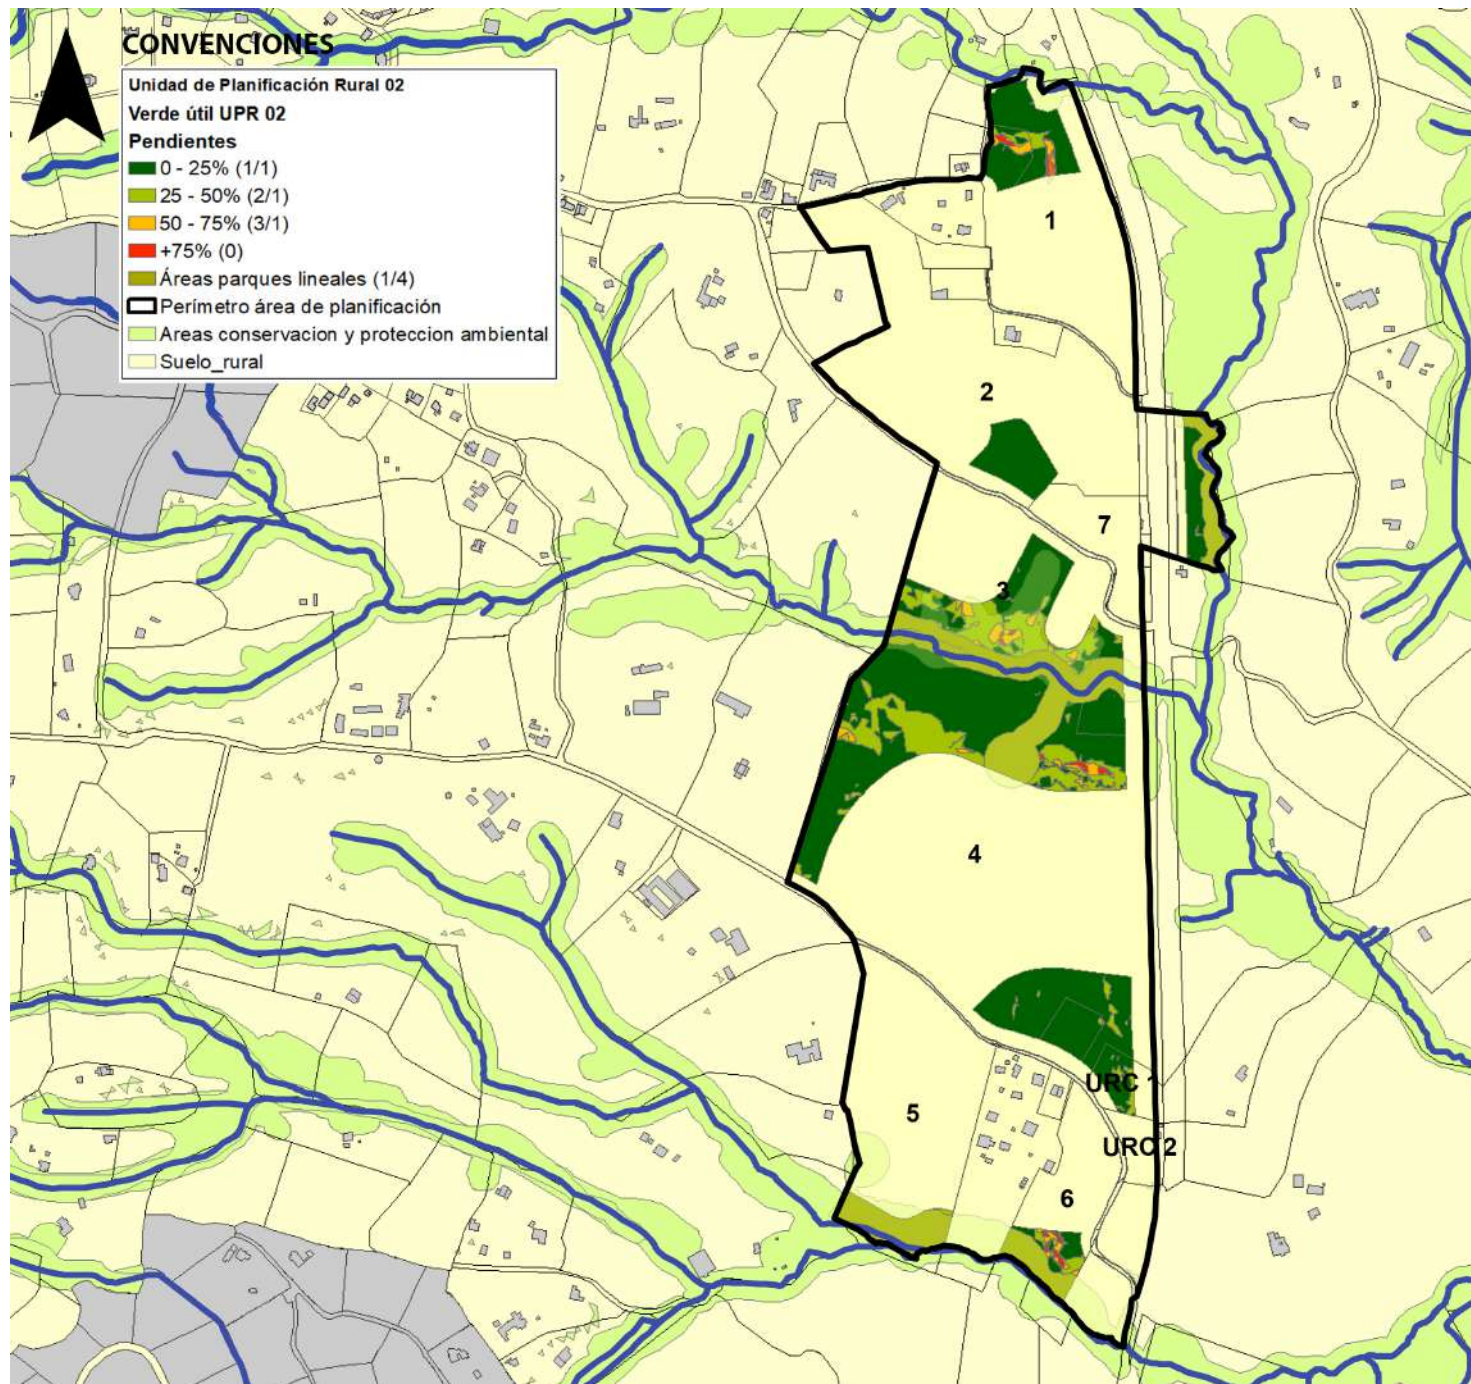 CONVENCIONES
Unidad de Planificación Rural 02
Verde útil UPR 02
Pendientes
0 - 25% (1/1)
25 - 50% (2/1)
50 - 75% (3/1)
+75% (0)
Áreas parques lineales (1/4)
Perímetro área de planificación
Areas conservacion y proteccion ambiental
Suelo_rural
1
2
7
3
4
URC 1
5
URC 2
6